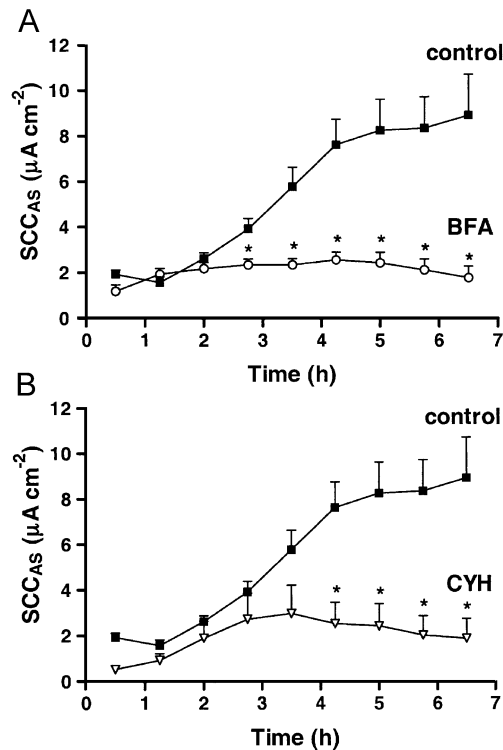 A
12
10
8
6
4
2
0
SCC_AS (µA cm⁻²)
control
BFA
* * * * * *
0 1 2 3 4 5 6 7
Time (h)
B
12
10
8
6
4
2
0
SCC_AS (µA cm⁻²)
control
CYH
* * * *
0 1 2 3 4 5 6 7
Time (h)